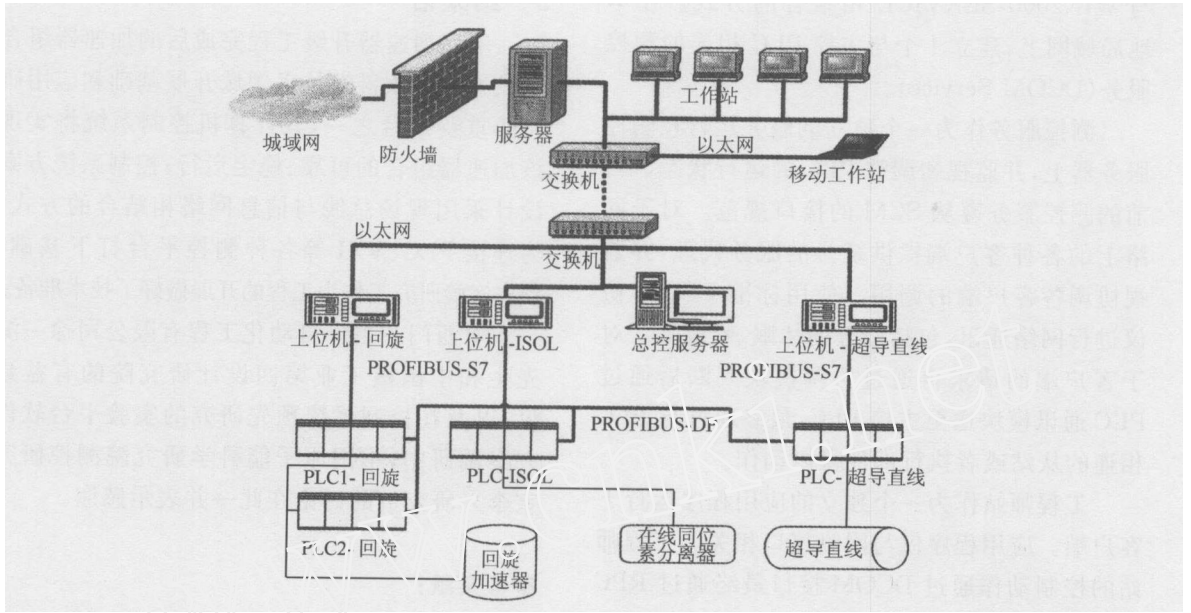 工作站
城域网
防火墙
服务器
以太网
交换机
移动工作站
以太网
交换机
上位机 - 回旋
上位机 -ISOL
总控服务器
上位机 - 超导直线
PROFIBUS-S7
PROFIBUS-S7
PROFIBUS-DP
PLC1- 回旋
PLC-ISOL
PLC- 超导直线
PLC2- 回旋
回旋
加速器
在线同位
素分离器
超导直线